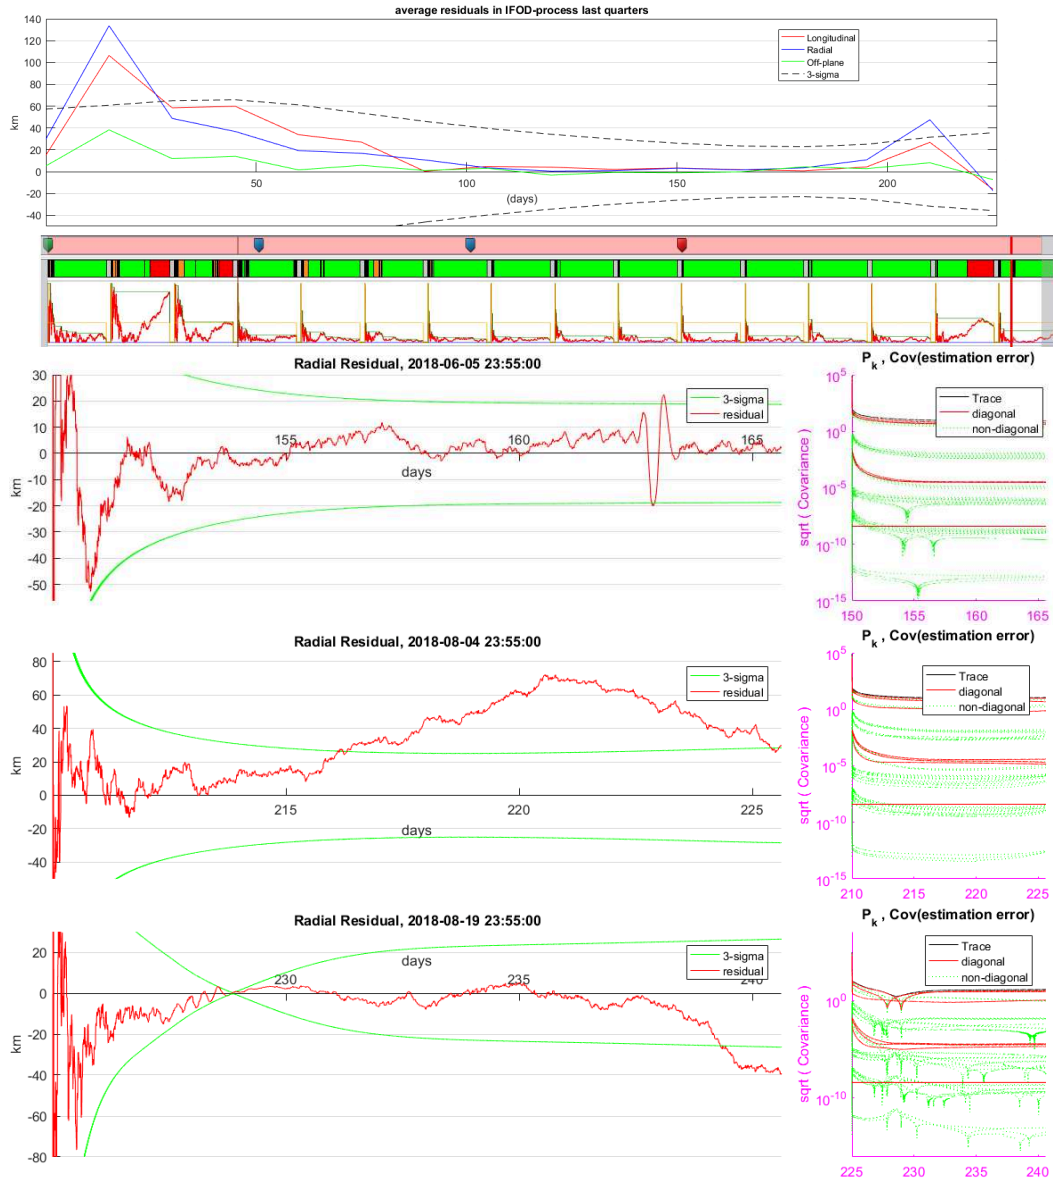 average residuals in IFOD-process last quarters
140
120
100
80
60
40
20
0
-20
-40
km
50
100
150
200
(days)
Longitudinal
Radial
Off-plane
3-sigma
Radial Residual, 2018-06-05 23:55:00
30
20
10
0
-10
-20
-30
-40
-50
km
155
160
165
days
3-sigma
residual
P_k , Cov(estimation error)
10^5
10^0
10^-5
10^-10
10^-15
sqrt ( Covariance )
150 155 160 165
Trace
diagonal
non-diagonal
Radial Residual, 2018-08-04 23:55:00
80
60
40
20
0
-20
-40
km
215
220
225
days
3-sigma
residual
P_k , Cov(estimation error)
10^5
10^0
10^-5
10^-10
10^-15
sqrt ( Covariance )
210 215 220 225
Trace
diagonal
non-diagonal
Radial Residual, 2018-08-19 23:55:00
20
0
-20
-40
-60
-80
km
days
230
235
240
3-sigma
residual
P_k , Cov(estimation error)
10^0
10^-10
sqrt ( Covariance )
225 230 235 240
Trace
diagonal
non-diagonal